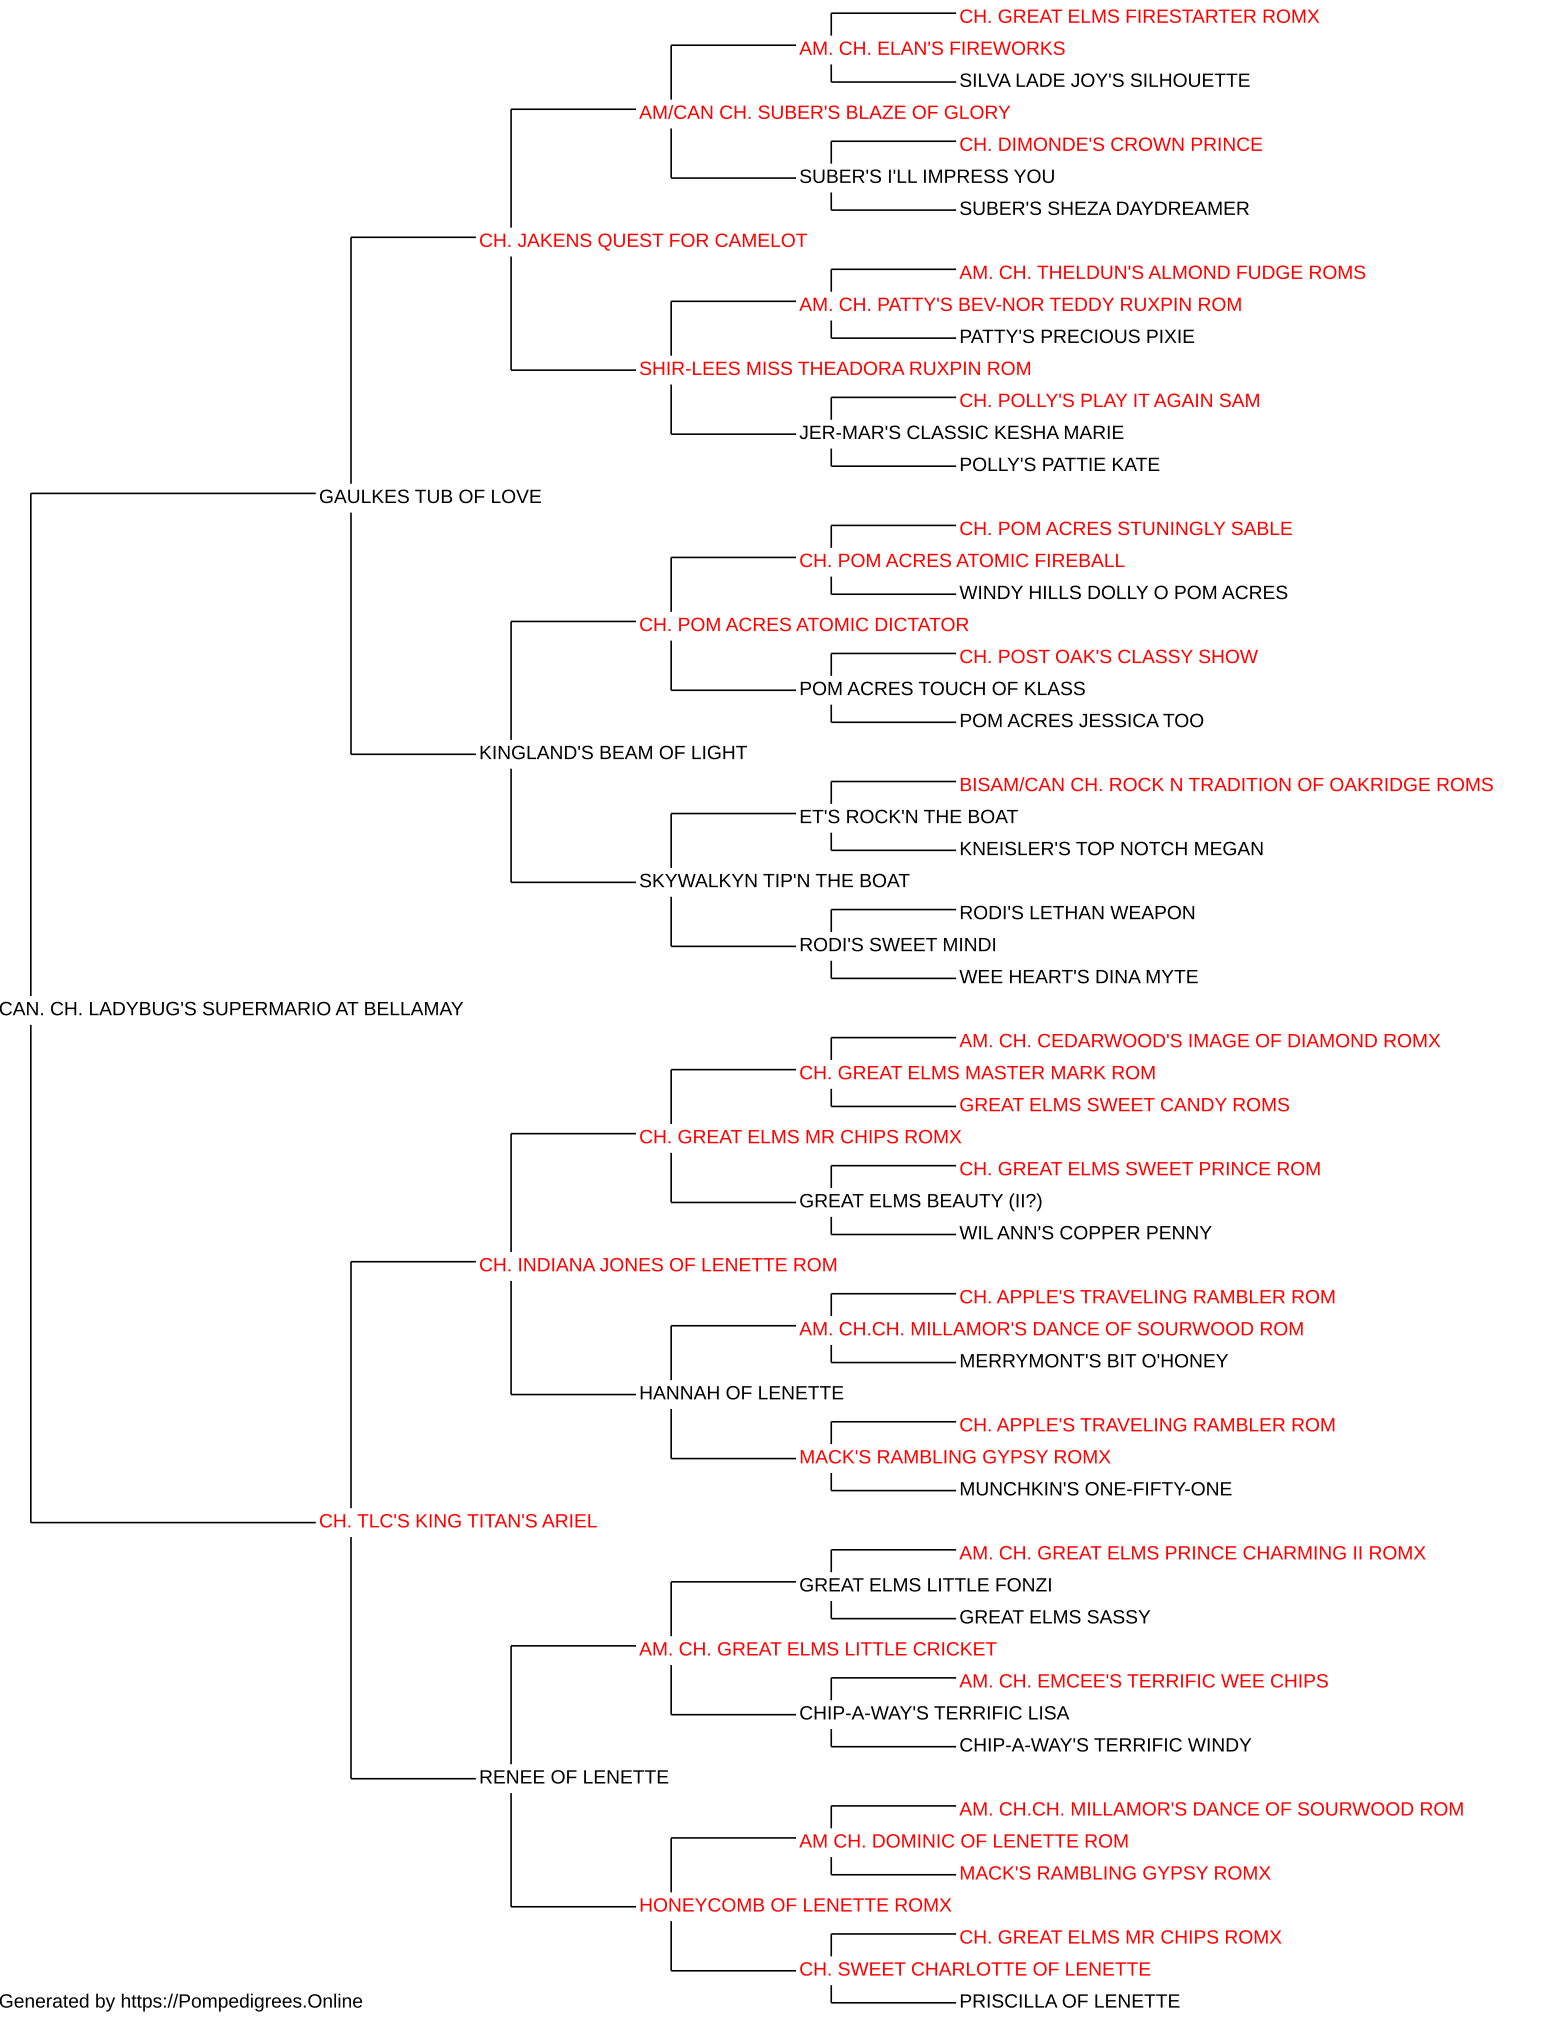 CH. GREAT ELMS FIRESTARTER ROMX
AM. CH. ELAN'S FIREWORKS
SILVA LADE JOY'S SILHOUETTE
AM/CAN CH. SUBER'S BLAZE OF GLORY
CH. DIMONDE'S CROWN PRINCE
SUBER'S I'LL IMPRESS YOU
SUBER'S SHEZA DAYDREAMER
CH. JAKENS QUEST FOR CAMELOT
AM. CH. THELDUN'S ALMOND FUDGE ROMS
AM. CH. PATTY'S BEV-NOR TEDDY RUXPIN ROM
PATTY'S PRECIOUS PIXIE
SHIR-LEES MISS THEADORA RUXPIN ROM
CH. POLLY'S PLAY IT AGAIN SAM
JER-MAR'S CLASSIC KESHA MARIE
POLLY'S PATTIE KATE
GAULKES TUB OF LOVE
CH. POM ACRES STUNINGLY SABLE
CH. POM ACRES ATOMIC FIREBALL
WINDY HILLS DOLLY O POM ACRES
CH. POM ACRES ATOMIC DICTATOR
CH. POST OAK'S CLASSY SHOW
POM ACRES TOUCH OF KLASS
POM ACRES JESSICA TOO
KINGLAND'S BEAM OF LIGHT
BISAM/CAN CH. ROCK N TRADITION OF OAKRIDGE ROMS
ET'S ROCK'N THE BOAT
KNEISLER'S TOP NOTCH MEGAN
SKYWALKYN TIP'N THE BOAT
RODI'S LETHAN WEAPON
RODI'S SWEET MINDI
WEE HEART'S DINA MYTE
CAN. CH. LADYBUG'S SUPERMARIO AT BELLAMAY
AM. CH. CEDARWOOD'S IMAGE OF DIAMOND ROMX
CH. GREAT ELMS MASTER MARK ROM
GREAT ELMS SWEET CANDY ROMS
CH. GREAT ELMS MR CHIPS ROMX
CH. GREAT ELMS SWEET PRINCE ROM
GREAT ELMS BEAUTY (II?)
WIL ANN'S COPPER PENNY
CH. INDIANA JONES OF LENETTE ROM
CH. APPLE'S TRAVELING RAMBLER ROM
AM. CH.CH. MILLAMOR'S DANCE OF SOURWOOD ROM
MERRYMONT'S BIT O'HONEY
HANNAH OF LENETTE
CH. APPLE'S TRAVELING RAMBLER ROM
MACK'S RAMBLING GYPSY ROMX
MUNCHKIN'S ONE-FIFTY-ONE
CH. TLC'S KING TITAN'S ARIEL
AM. CH. GREAT ELMS PRINCE CHARMING II ROMX
GREAT ELMS LITTLE FONZI
GREAT ELMS SASSY
AM. CH. GREAT ELMS LITTLE CRICKET
AM. CH. EMCEE'S TERRIFIC WEE CHIPS
CHIP-A-WAY'S TERRIFIC LISA
CHIP-A-WAY'S TERRIFIC WINDY
RENEE OF LENETTE
AM. CH.CH. MILLAMOR'S DANCE OF SOURWOOD ROM
AM CH. DOMINIC OF LENETTE ROM
MACK'S RAMBLING GYPSY ROMX
HONEYCOMB OF LENETTE ROMX
CH. GREAT ELMS MR CHIPS ROMX
CH. SWEET CHARLOTTE OF LENETTE
PRISCILLA OF LENETTE
Generated by https://Pompedigrees.Online